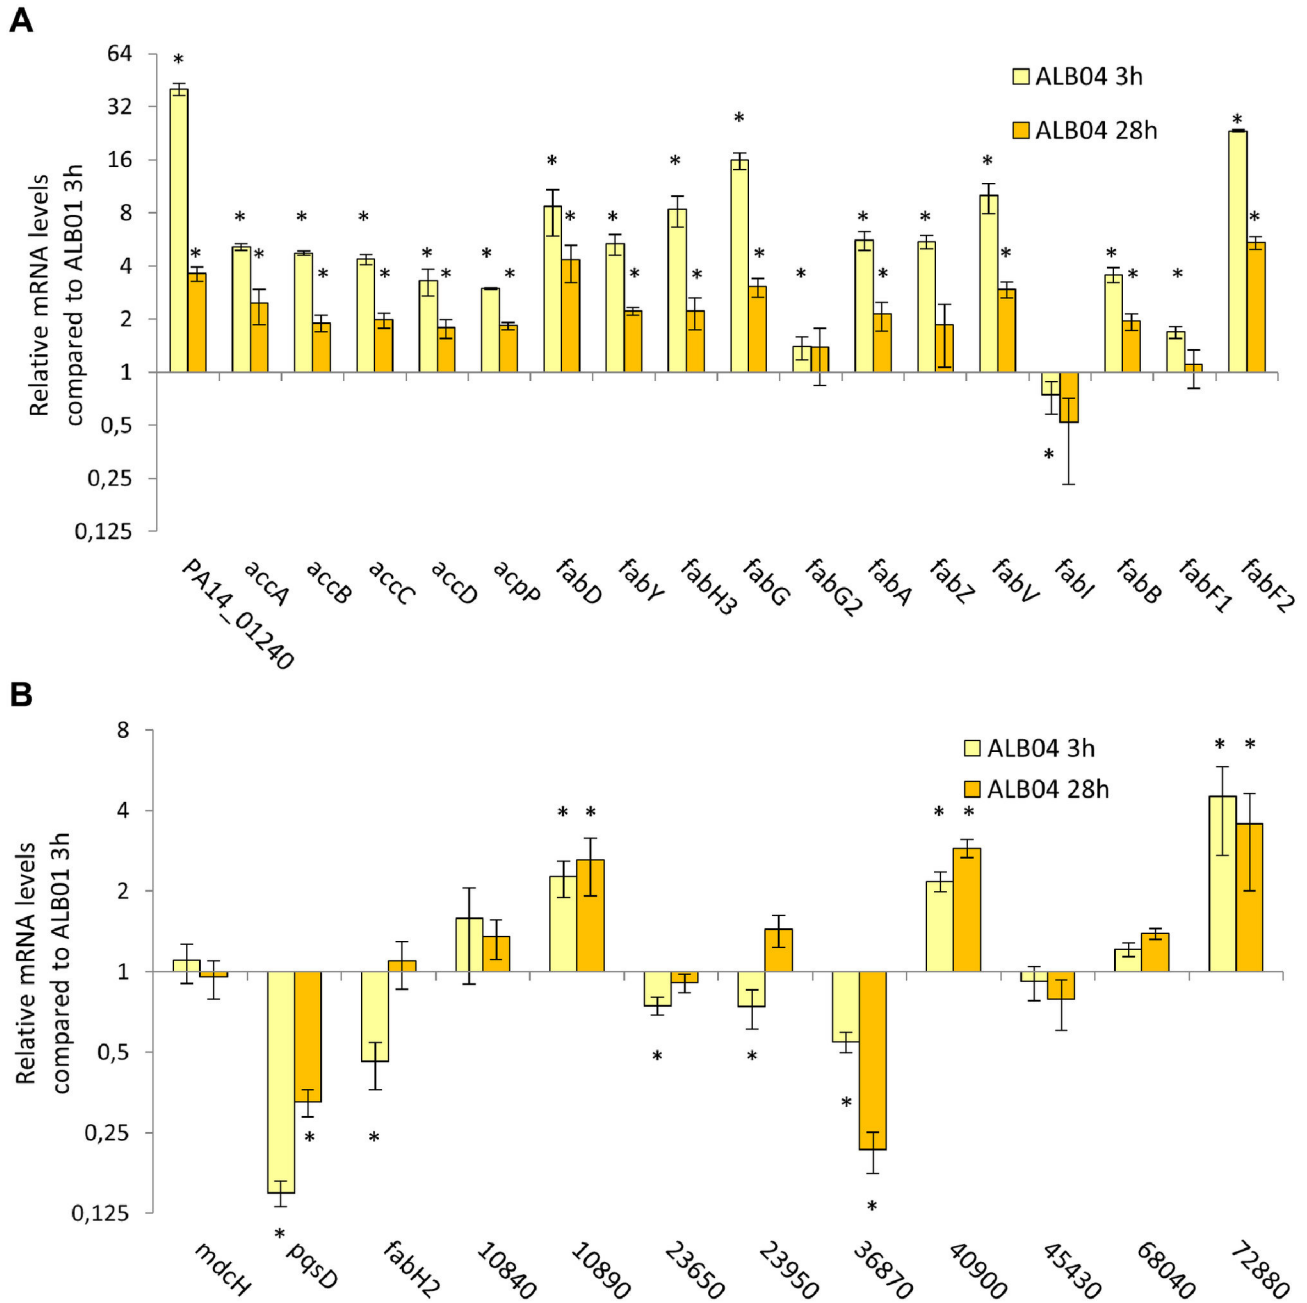 A
64
32
16
8
4
2
1
0,5
0,25
0,125
Relative mRNA levels
compared to ALB01 3h
ALB04 3h
ALB04 28h
* * * * * * * * * * * * * * * * * * * * * * * * * * * * * * * *
PA14_01240
accA
accB
accC
accD
acpP
fabD
fabY
fabH3
fabG
fabG2
fabA
fabZ
fabV
fabI
fabB
fabF1
fabF2
B
8
4
2
1
0,5
0,25
0,125
Relative mRNA levels
compared to ALB01 3h
ALB04 3h
ALB04 28h
* * * * * * * * * * * * * *
mdcH
pqsD
fabH2
10840
10890
23650
23950
36870
40900
45430
68040
72880